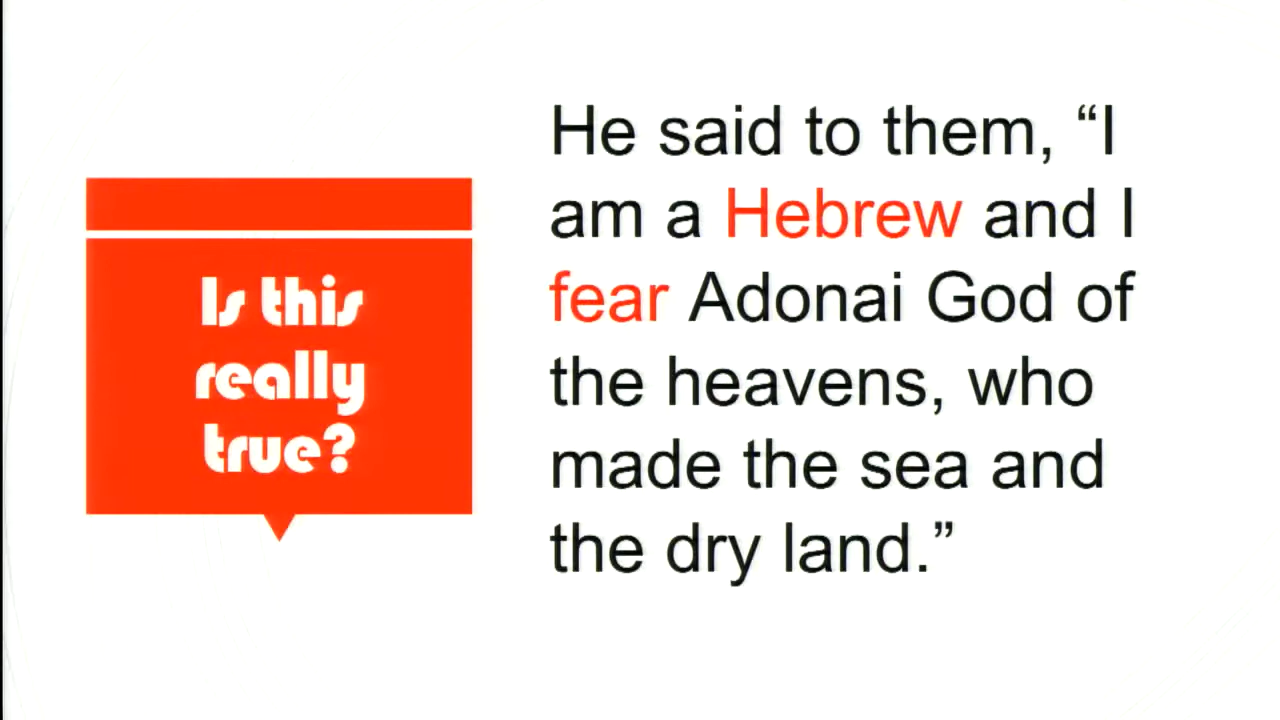 Is this
really
true?
He said to them, “I
am a Hebrew and I
fear Adonai God of
the heavens, who
made the sea and
the dry land.”